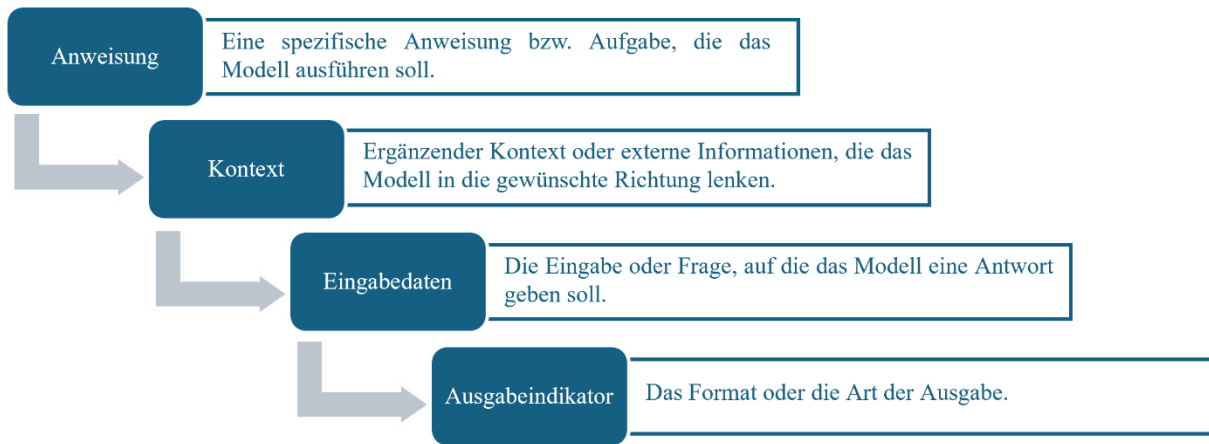 Anweisung
Eine spezifische Anweisung bzw. Aufgabe, die das
Modell ausführen soll.
Kontext
Ergänzender Kontext oder externe Informationen, die das
Modell in die gewünschte Richtung lenken.
Eingabedaten
Die Eingabe oder Frage, auf die das Modell eine Antwort
geben soll.
Ausgabeindikator
Das Format oder die Art der Ausgabe.